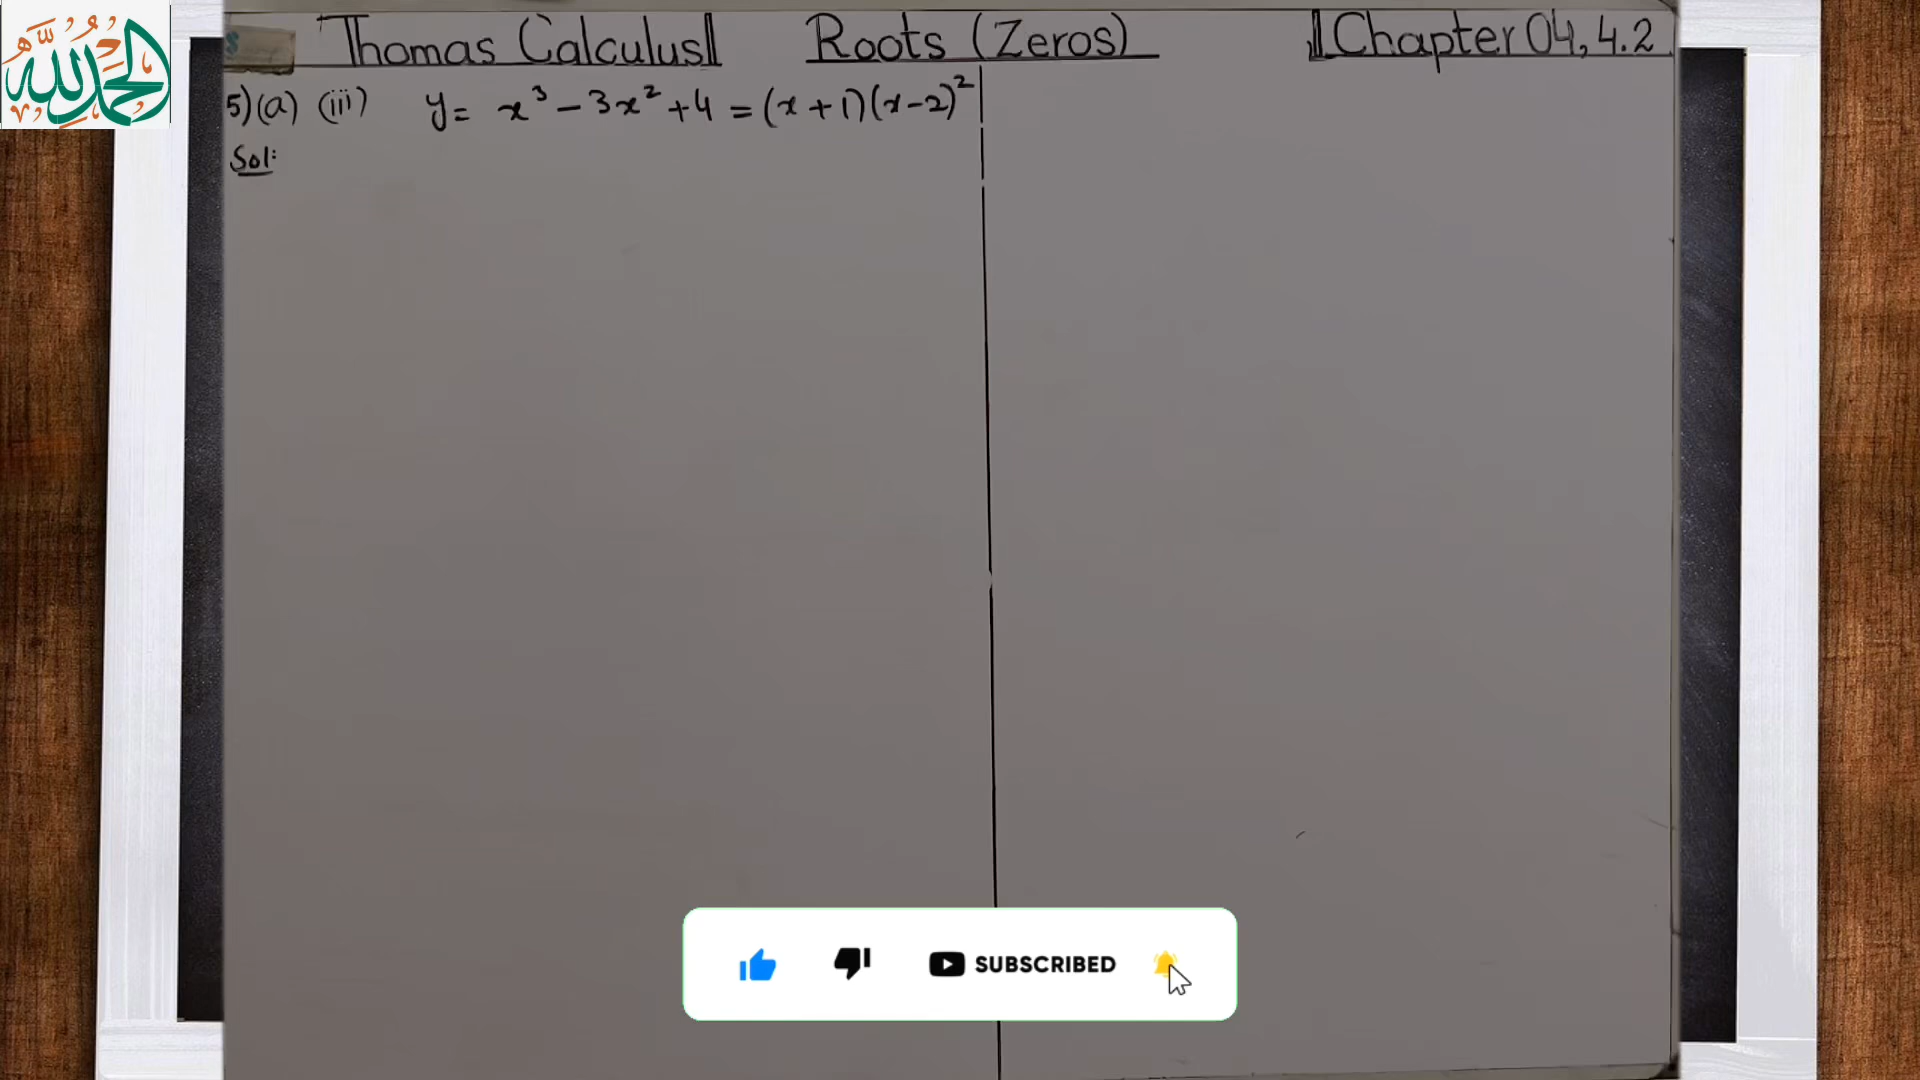 الحمد لله
Thomas Calculus Roots (Zeros) Chapter 04, 4.2
5)(a) (iii) y = x³ - 3x² + 4 = (x + 1)(x - 2)²
Sol:
SUBSCRIBED